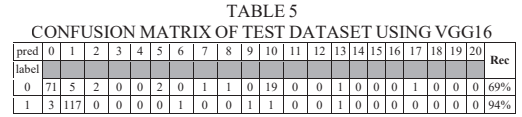 TABLE 5
CONFUSION MATRIX OF TEST DATASET USING VGG16
pred 0 1 2 3 4 5 6 7 8 9 10 11 12 13 14 15 16 17 18 19 20 Rec
label
0 71 5 2 0 0 2 0 1 1 0 19 0 0 1 0 0 0 1 0 0 0 69%
1 3 117 0 0 0 0 1 0 0 1 1 0 0 1 0 0 0 0 0 0 0 94%